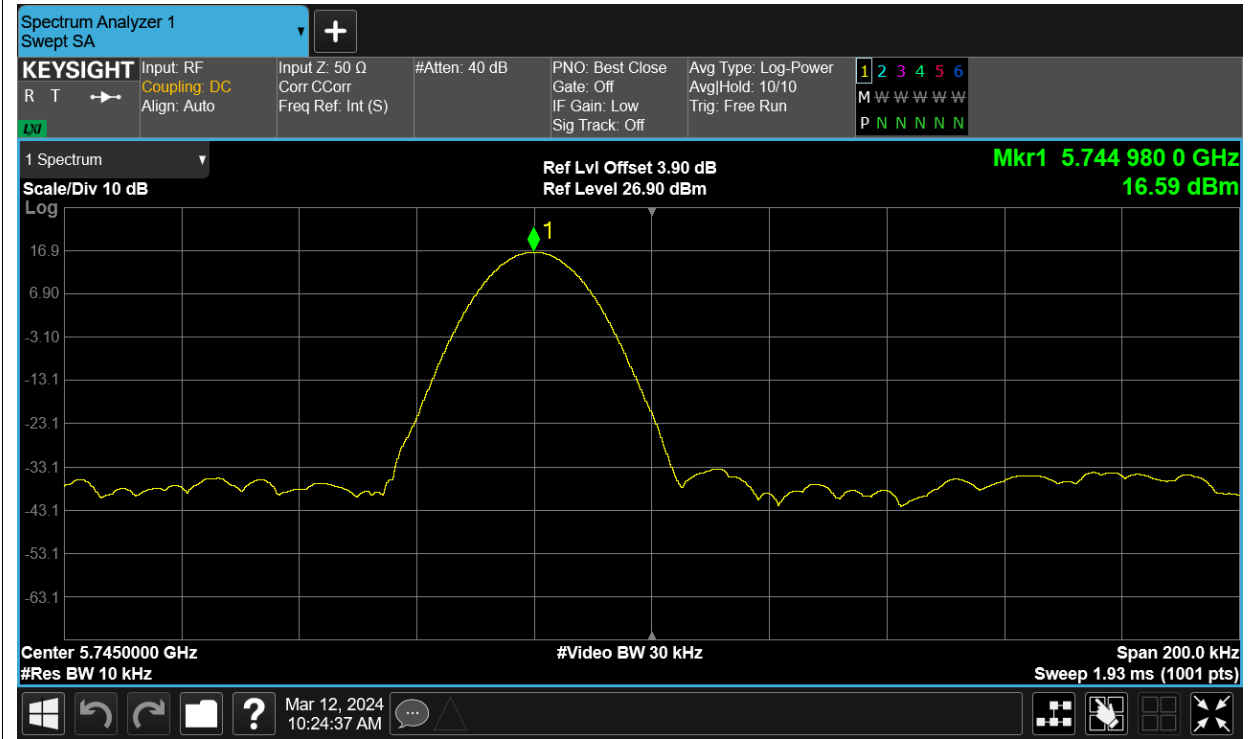 Spectrum Analyzer 1
Swept SA
KEYSIGHT
R T
LXI
Input: RF
Coupling: DC
Align: Auto
Input Z: 50 Ω
Corr CCorr
Freq Ref: Int (S)
#Atten: 40 dB
PNO: Best Close
Gate: Off
IF Gain: Low
Sig Track: Off
Avg Type: Log-Power
Avg|Hold: 10/10
Trig: Free Run
1 2 3 4 5 6
M W W W W W
P N N N N N
1 Spectrum
Scale/Div 10 dB
Log
Ref Lvl Offset 3.90 dB
Ref Level 26.90 dBm
Mkr1 5.744 980 0 GHz
16.59 dBm
1
16.9
6.90
-3.10
-13.1
-23.1
-33.1
-43.1
-53.1
-63.1
Center 5.7450000 GHz
#Res BW 10 kHz
#Video BW 30 kHz
Span 200.0 kHz
Sweep 1.93 ms (1001 pts)
?
Mar 12, 2024
10:24:37 AM